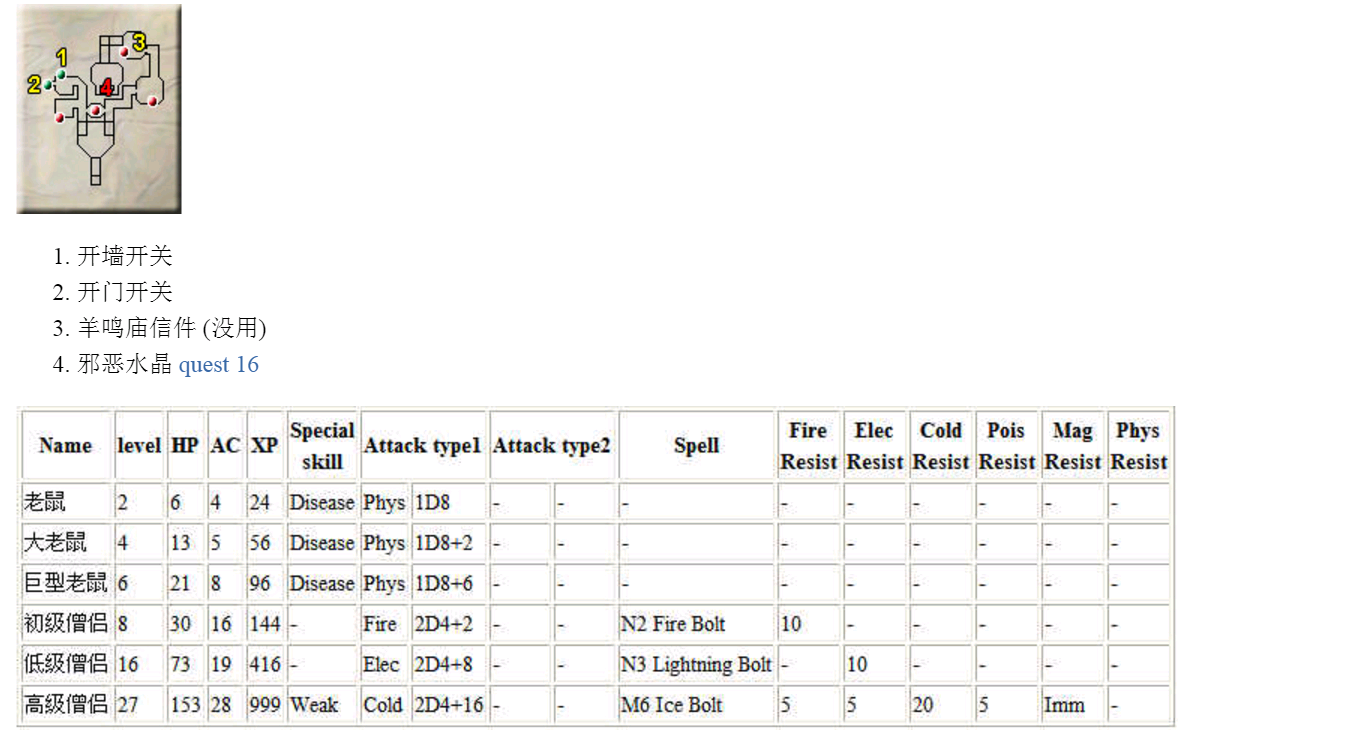 1
3
2
4
1. 开墙开关
2. 开门开关
3. 羊鸣庙信件 (没用)
4. 邪恶水晶 quest 16
Name level HP AC XP Special skill Attack type1 Attack type2 Spell Fire Resist Elec Resist Cold Resist Pois Resist Mag Resist Phys Resist
老鼠 2 6 4 24 Disease Phys 1D8 - - - - - - - - -
大老鼠 4 13 5 56 Disease Phys 1D8+2 - - - - - - - - -
巨型老鼠 6 21 8 96 Disease Phys 1D8+6 - - - - - - - - -
初级僧侣 8 30 16 144 - Fire 2D4+2 - - N2 Fire Bolt 10 - - - - -
低级僧侣 16 73 19 416 - Elec 2D4+8 - - N3 Lightning Bolt - 10 - - - -
高级僧侣 27 153 28 999 Weak Cold 2D4+16 - - M6 Ice Bolt 5 5 20 5 Imm -